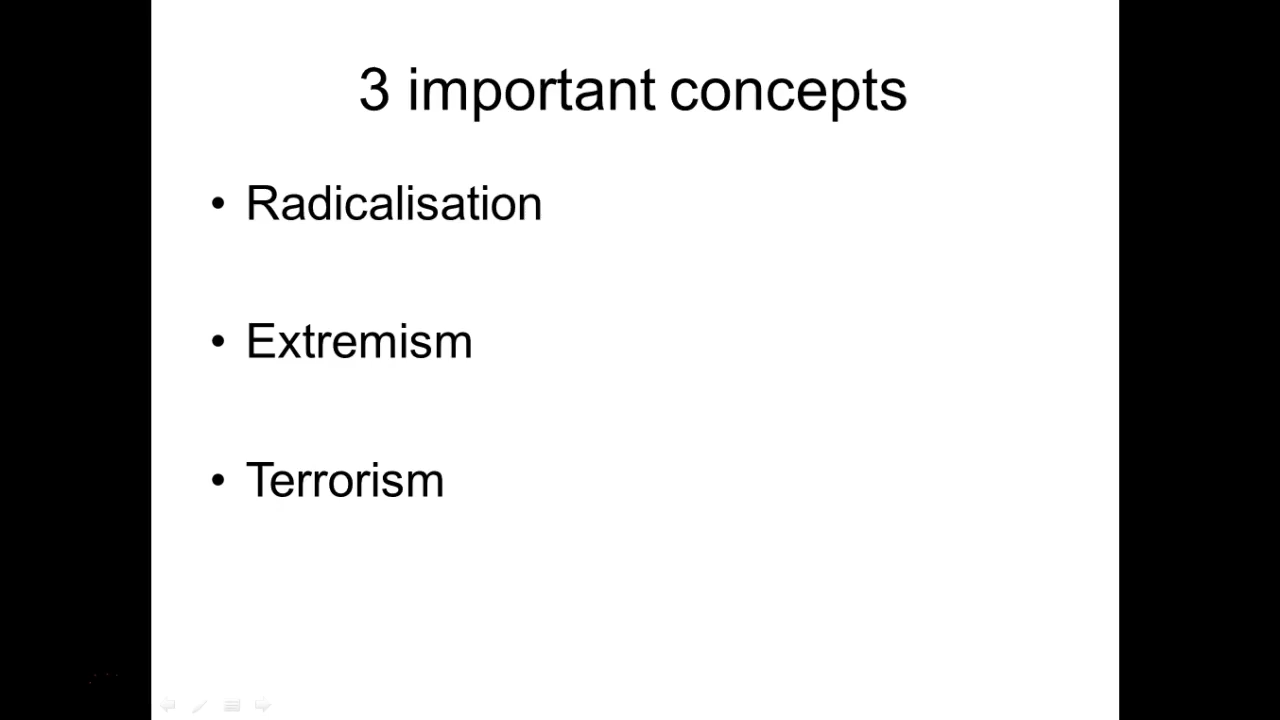 3 important concepts
• Radicalisation
• Extremism
• Terrorism